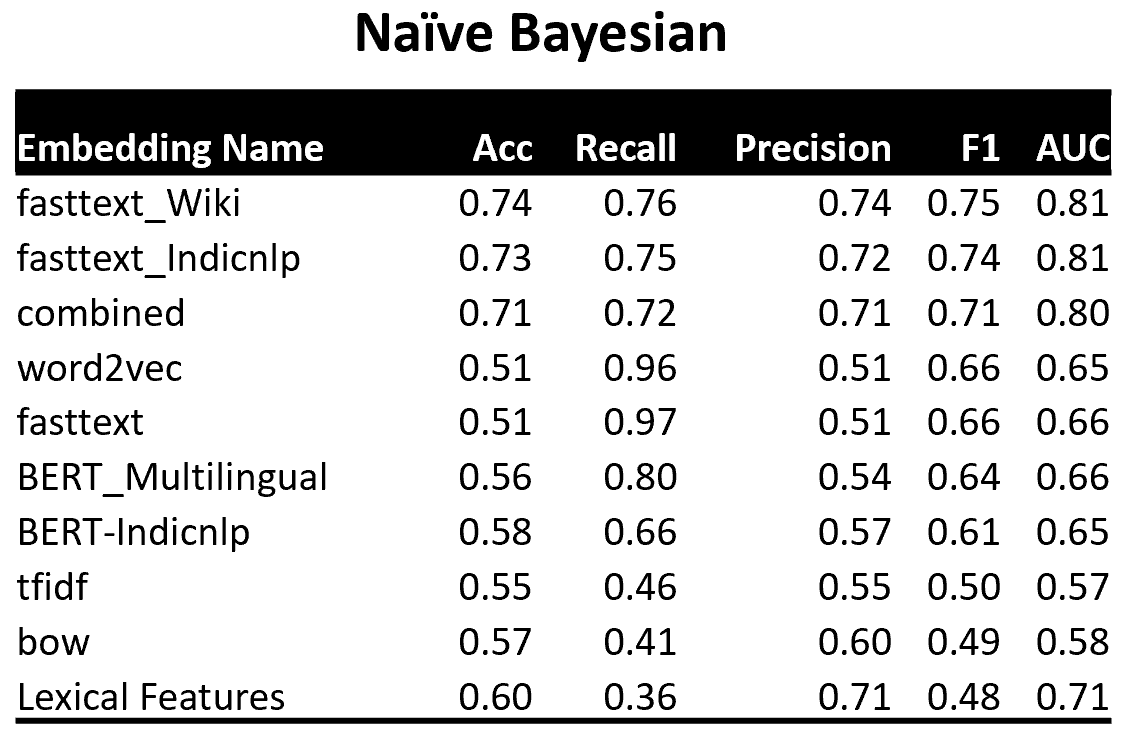 Naïve Bayesian
Embedding Name Acc Recall Precision F1 AUC
fasttext_Wiki 0.74 0.76 0.74 0.75 0.81
fasttext_Indicnlp 0.73 0.75 0.72 0.74 0.81
combined 0.71 0.72 0.71 0.71 0.80
word2vec 0.51 0.96 0.51 0.66 0.65
fasttext 0.51 0.97 0.51 0.66 0.66
BERT_Multilingual 0.56 0.80 0.54 0.64 0.66
BERT-Indicnlp 0.58 0.66 0.57 0.61 0.65
tfidf 0.55 0.46 0.55 0.50 0.57
bow 0.57 0.41 0.60 0.49 0.58
Lexical Features 0.60 0.36 0.71 0.48 0.71